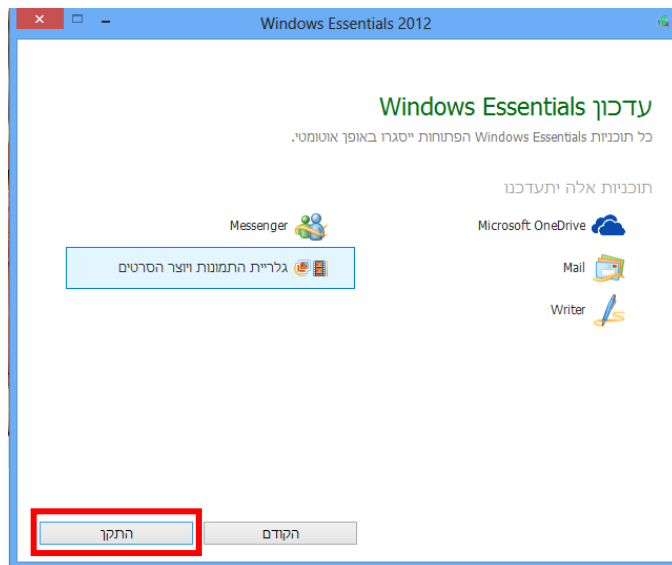 Windows Essentials 2012
עדכון Windows Essentials
כל תוכניות Windows Essentials הפתוחות ייסגרו באופן אוטומטי.
תוכניות אלה יתעדכנו
Microsoft OneDrive
Messenger
Mail
גלריית התמונות ויוצר הסרטים
Writer
הקודם
התקן